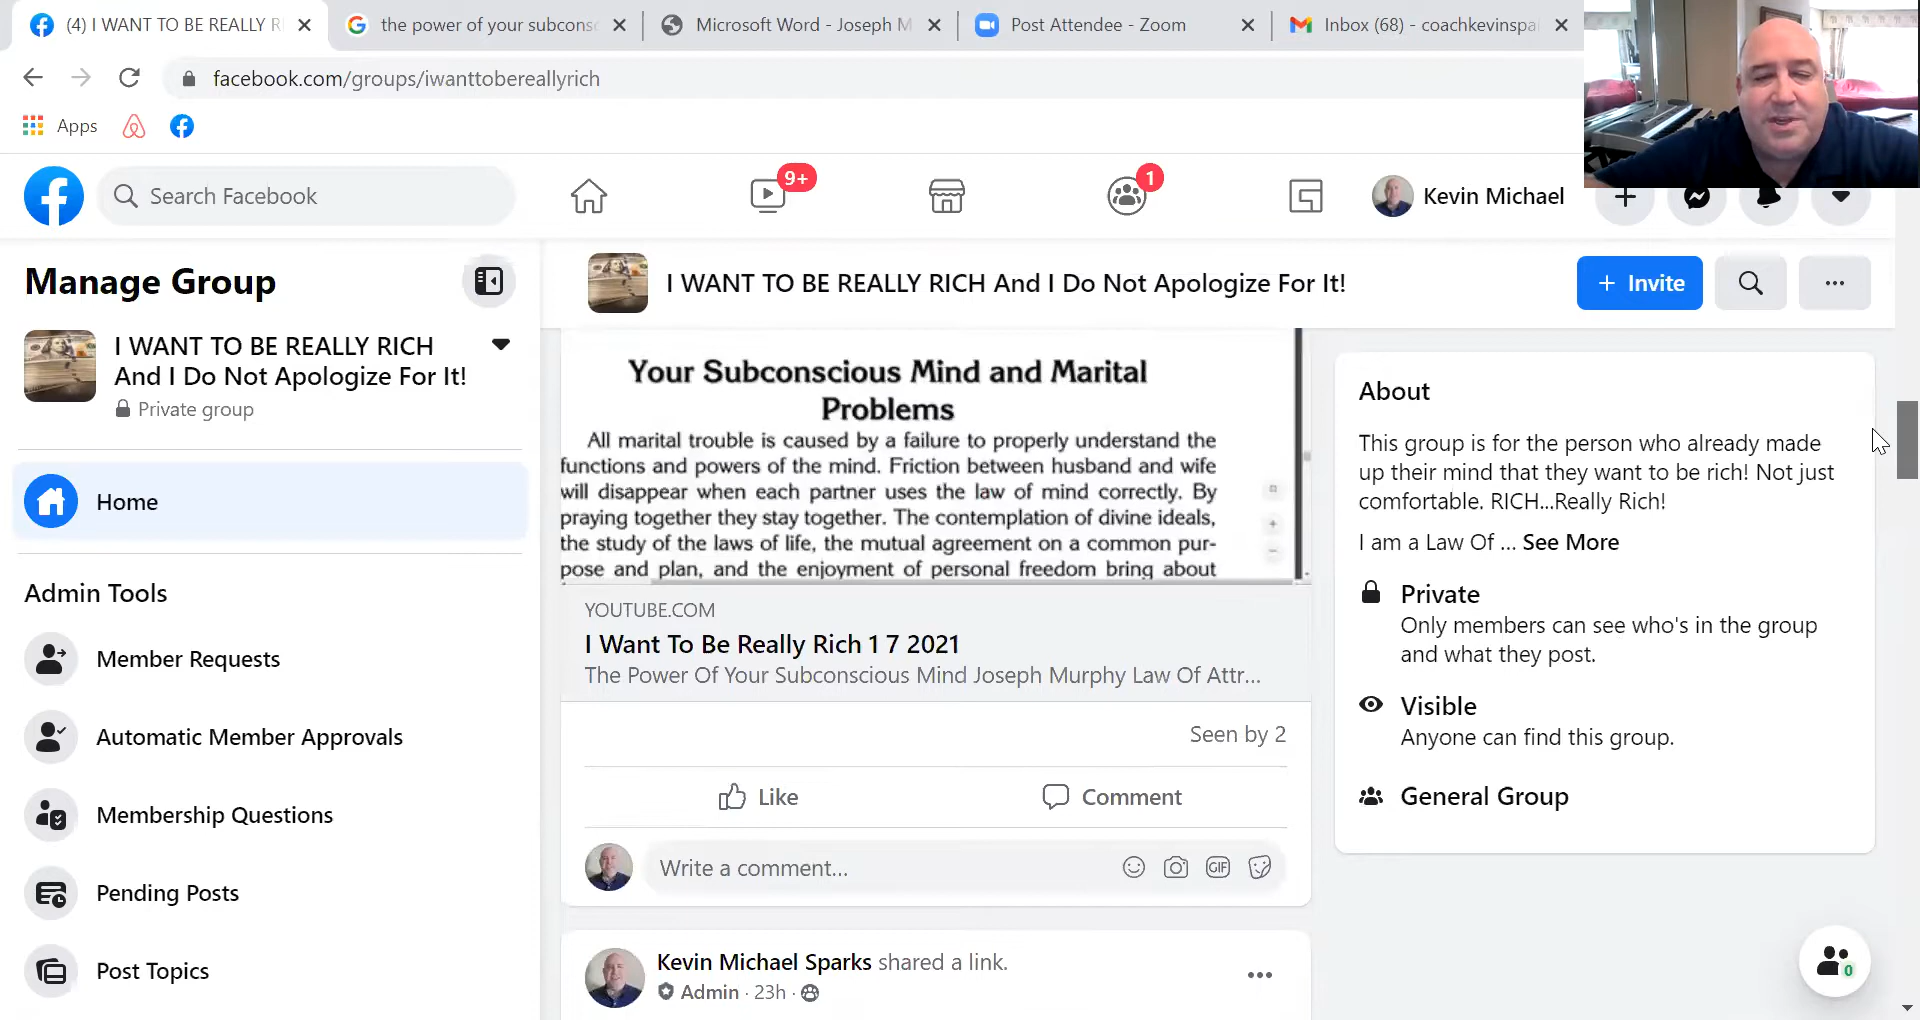 (4) I WANT TO BE REALLY R
the power of your subcons
Microsoft Word - Joseph M
Post Attendee - Zoom
Inbox (68) - coachkevinspa
facebook.com/groups/iwanttobereallyrich
Apps
Search Facebook
9+
1
Kevin Michael
Manage Group
I WANT TO BE REALLY RICH
And I Do Not Apologize For It!
Private group
Home
Admin Tools
Member Requests
Automatic Member Approvals
Membership Questions
Pending Posts
Post Topics
I WANT TO BE REALLY RICH And I Do Not Apologize For It!
+ Invite
Your Subconscious Mind and Marital
Problems
All marital trouble is caused by a failure to properly understand the
functions and powers of the mind. Friction between husband and wife
will disappear when each partner uses the law of mind correctly. By
praying together they stay together. The contemplation of divine ideals,
the study of the laws of life, the mutual agreement on a common pur-
pose and plan, and the enjoyment of personal freedom bring about
YOUTUBE.COM
I Want To Be Really Rich 1 7 2021
The Power Of Your Subconscious Mind Joseph Murphy Law Of Attr...
Seen by 2
Like
Comment
Write a comment...
GIF
Kevin Michael Sparks shared a link.
Admin · 23h ·
About
This group is for the person who already made
up their mind that they want to be rich! Not just
comfortable. RICH...Really Rich!
I am a Law Of ... See More
Private
Only members can see who's in the group
and what they post.
Visible
Anyone can find this group.
General Group
0